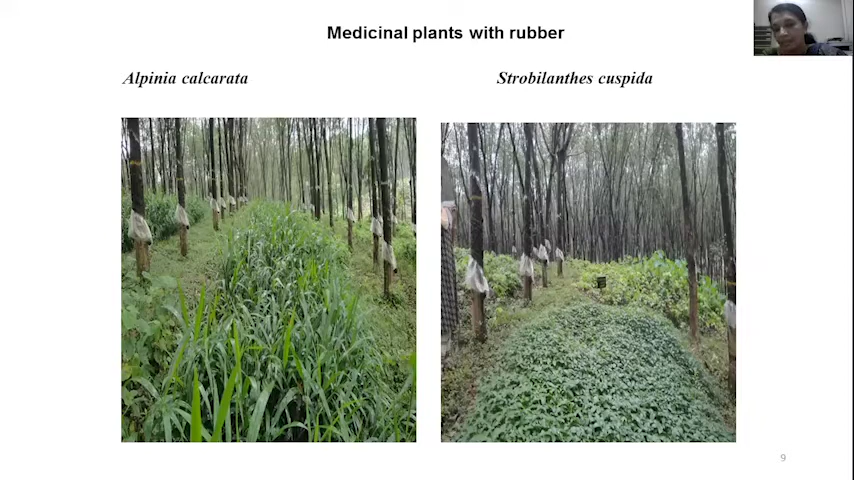 Medicinal plants with rubber
Alpinia calcarata
Strobilanthes cuspida
9